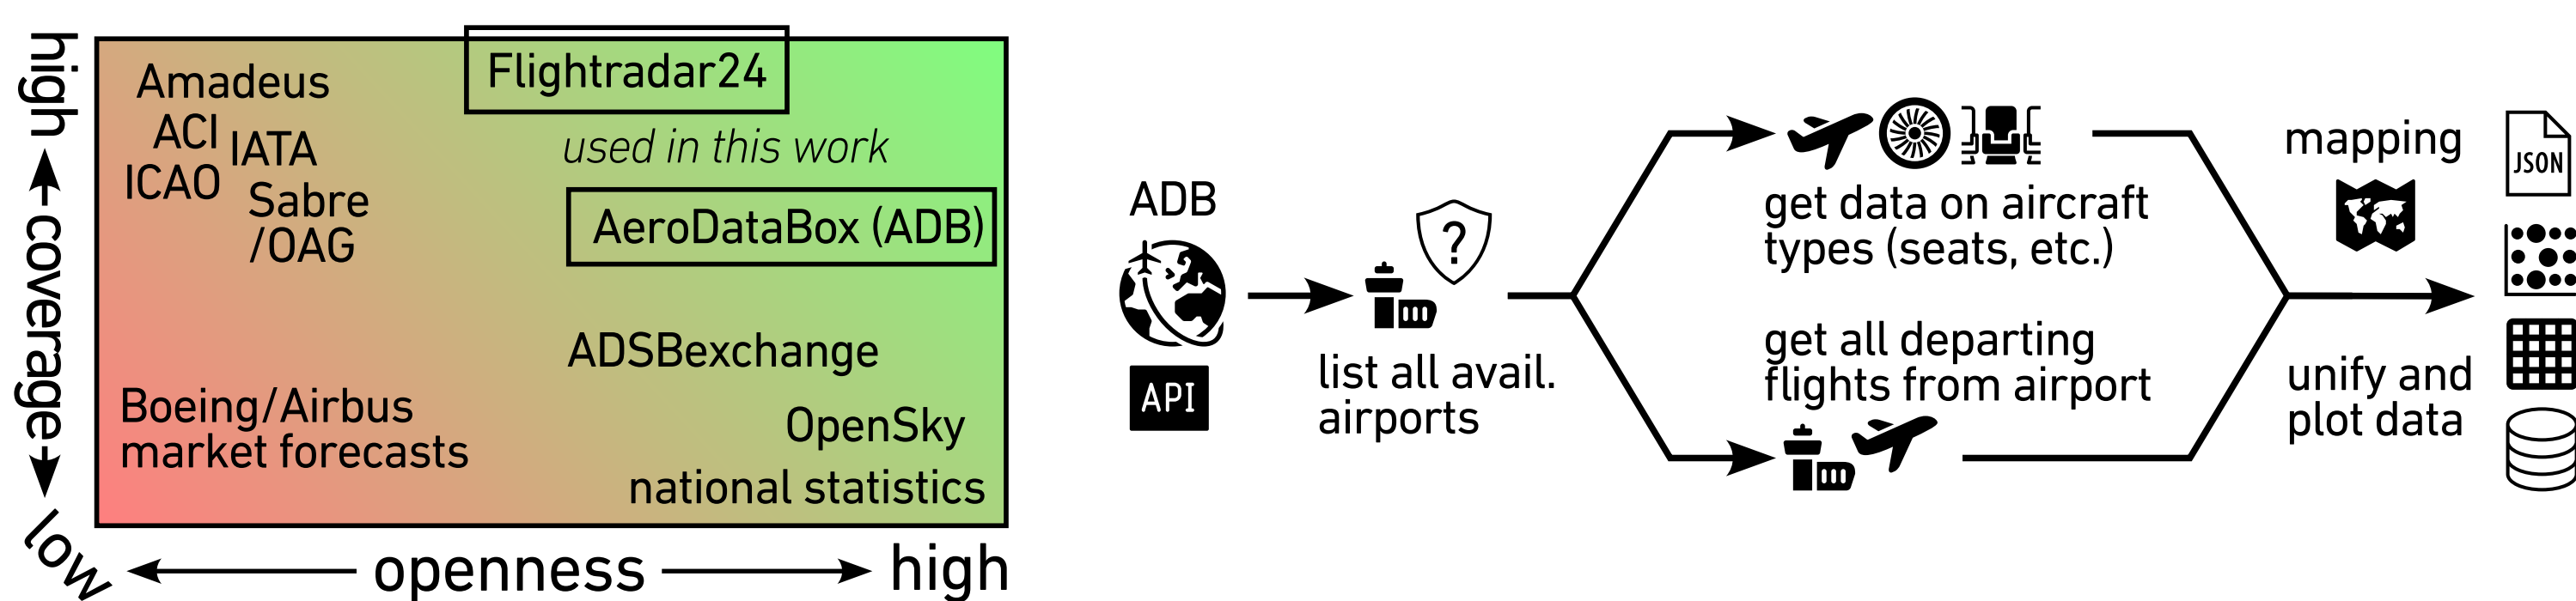 high
coverage
low
openness
high
Amadeus
ACI
IATA
ICAO
Sabre
/OAG
Flightradar24
used in this work
AeroDataBox (ADB)
ADSBexchange
Boeing/Airbus
market forecasts
OpenSky
national statistics
ADB
API
?
list all avail.
airports
get data on aircraft
types (seats, etc.)
get all departing
flights from airport
mapping
unify and
plot data
JSON